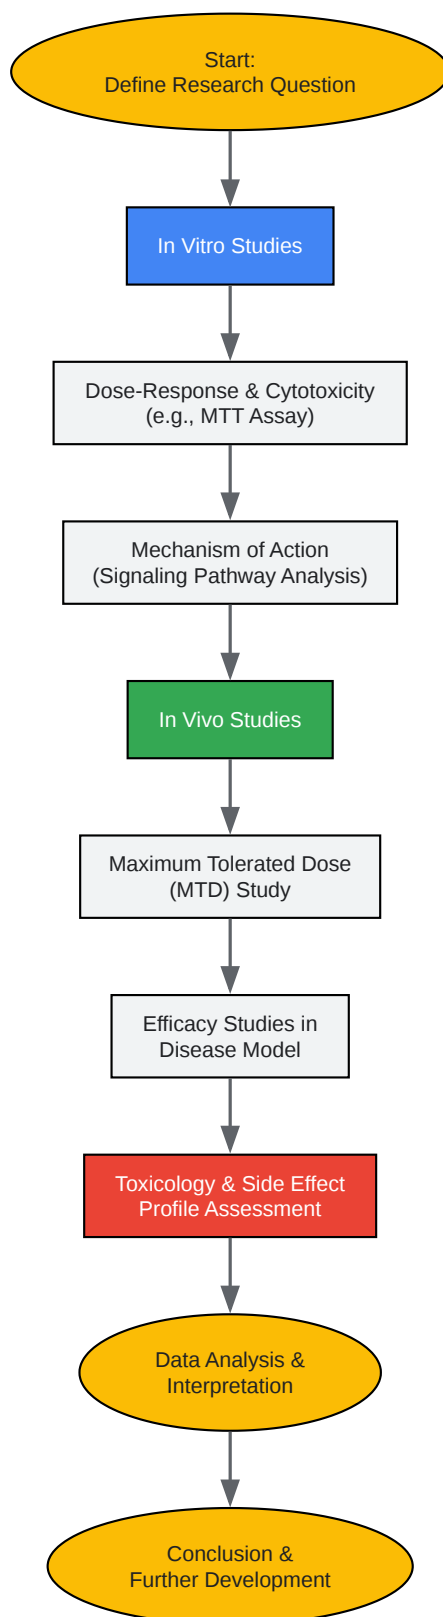 Start:
Define Research Question
In Vitro Studies
Dose-Response & Cytotoxicity
(e.g., MTT Assay)
Mechanism of Action
(Signaling Pathway Analysis)
In Vivo Studies
Maximum Tolerated Dose
(MTD) Study
Efficacy Studies in
Disease Model
Toxicology & Side Effect
Profile Assessment
Data Analysis &
Interpretation
Conclusion &
Further Development